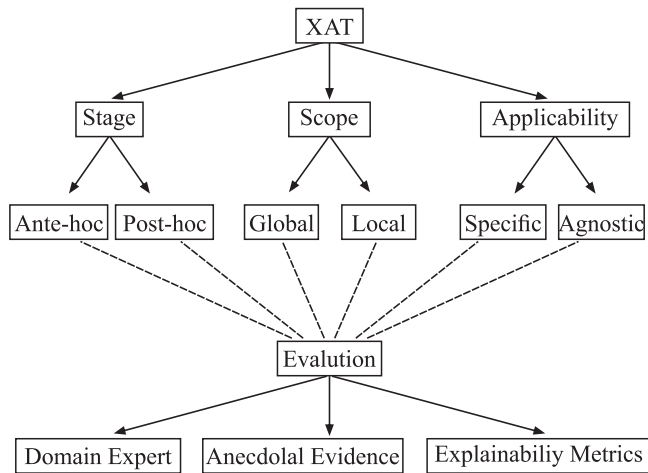 XAT
Stage
Scope
Applicability
Ante-hoc
Post-hoc
Global
Local
Specific
Agnostic
Evalution
Domain Expert
Anecdolal Evidence
Explainabiliy Metrics